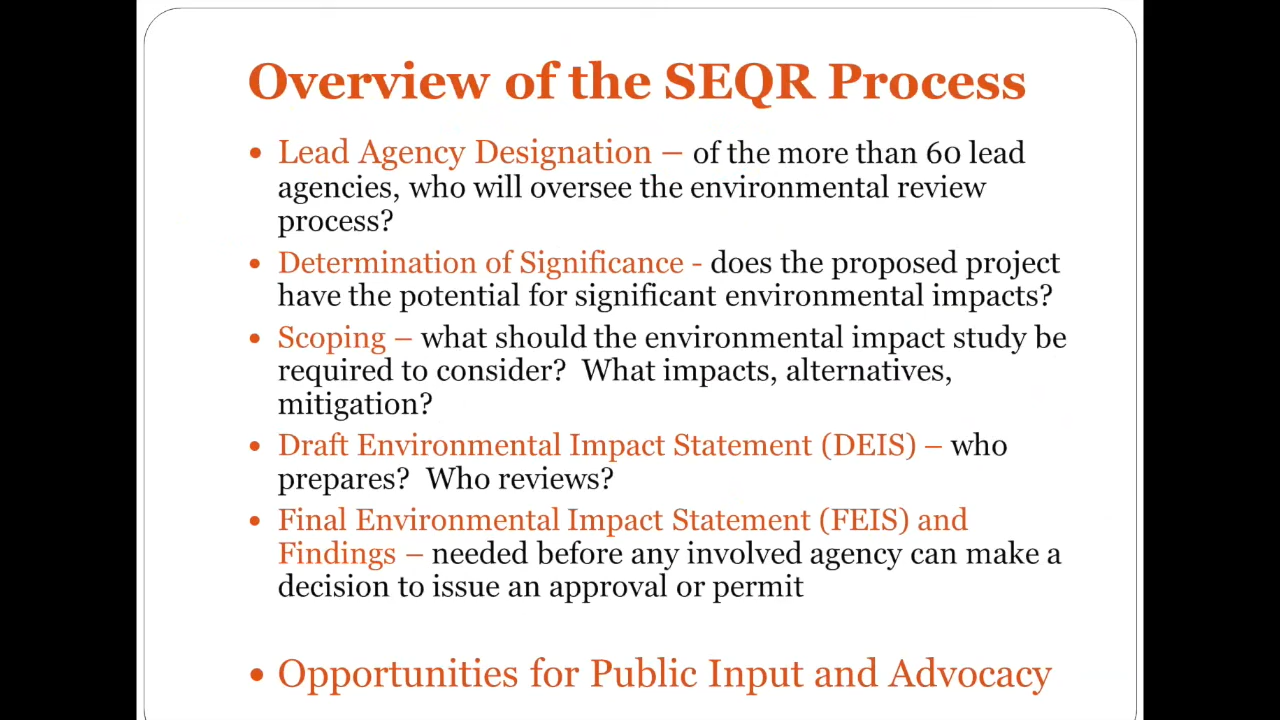 Overview of the SEQR Process
• Lead Agency Designation – of the more than 60 lead
agencies, who will oversee the environmental review
process?
• Determination of Significance - does the proposed project
have the potential for significant environmental impacts?
• Scoping – what should the environmental impact study be
required to consider?  What impacts, alternatives,
mitigation?
• Draft Environmental Impact Statement (DEIS) – who
prepares?  Who reviews?
• Final Environmental Impact Statement (FEIS) and
Findings – needed before any involved agency can make a
decision to issue an approval or permit
• Opportunities for Public Input and Advocacy